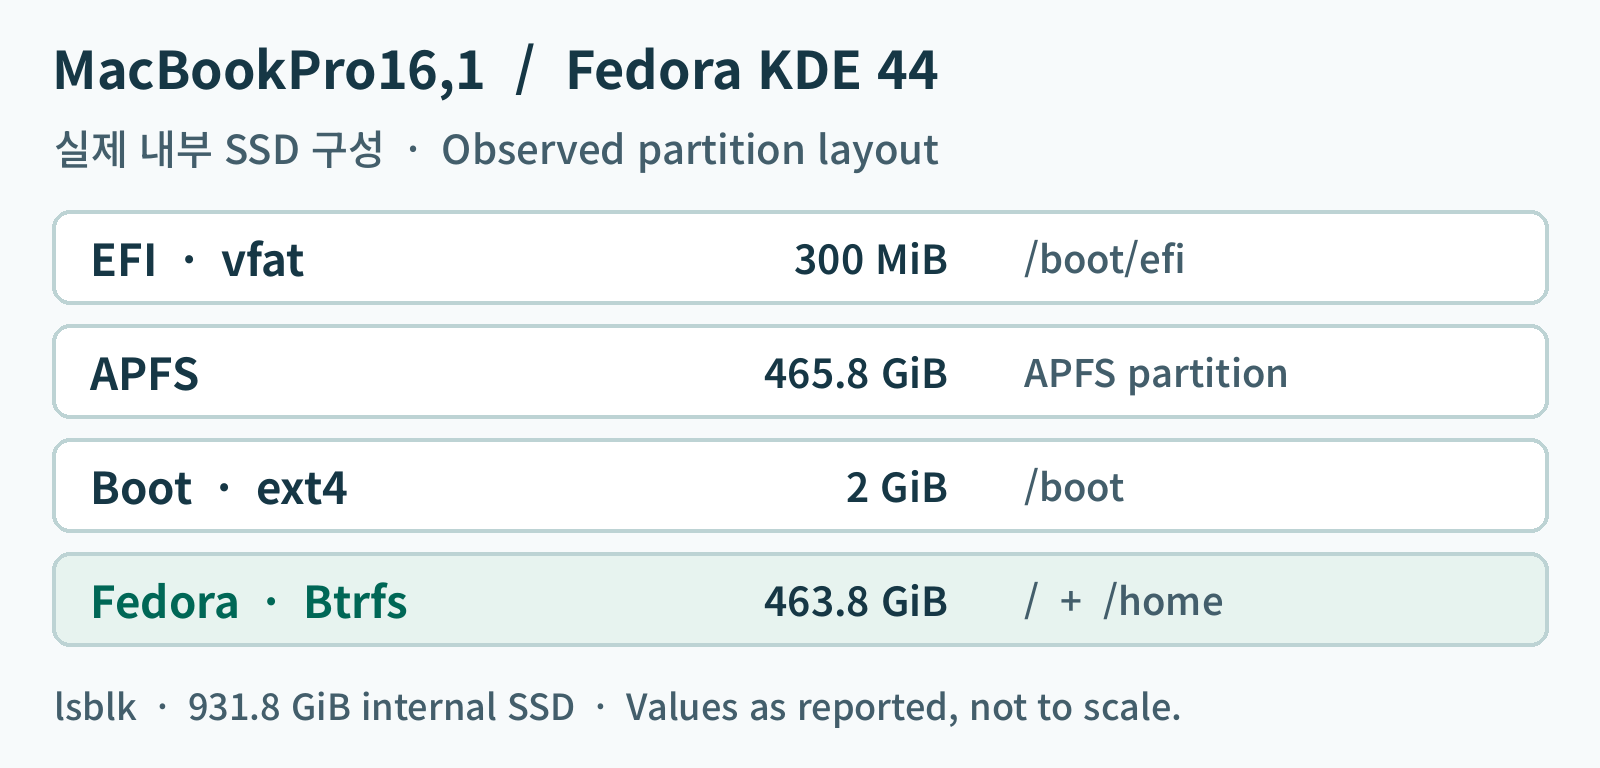 MacBookPro16,1 / Fedora KDE 44
실제 내부 SSD 구성 · Observed partition layout
EFI · vfat 300 MiB /boot/efi
APFS 465.8 GiB APFS partition
Boot · ext4 2 GiB /boot
Fedora · Btrfs 463.8 GiB / + /home
lsblk · 931.8 GiB internal SSD · Values as reported, not to scale.